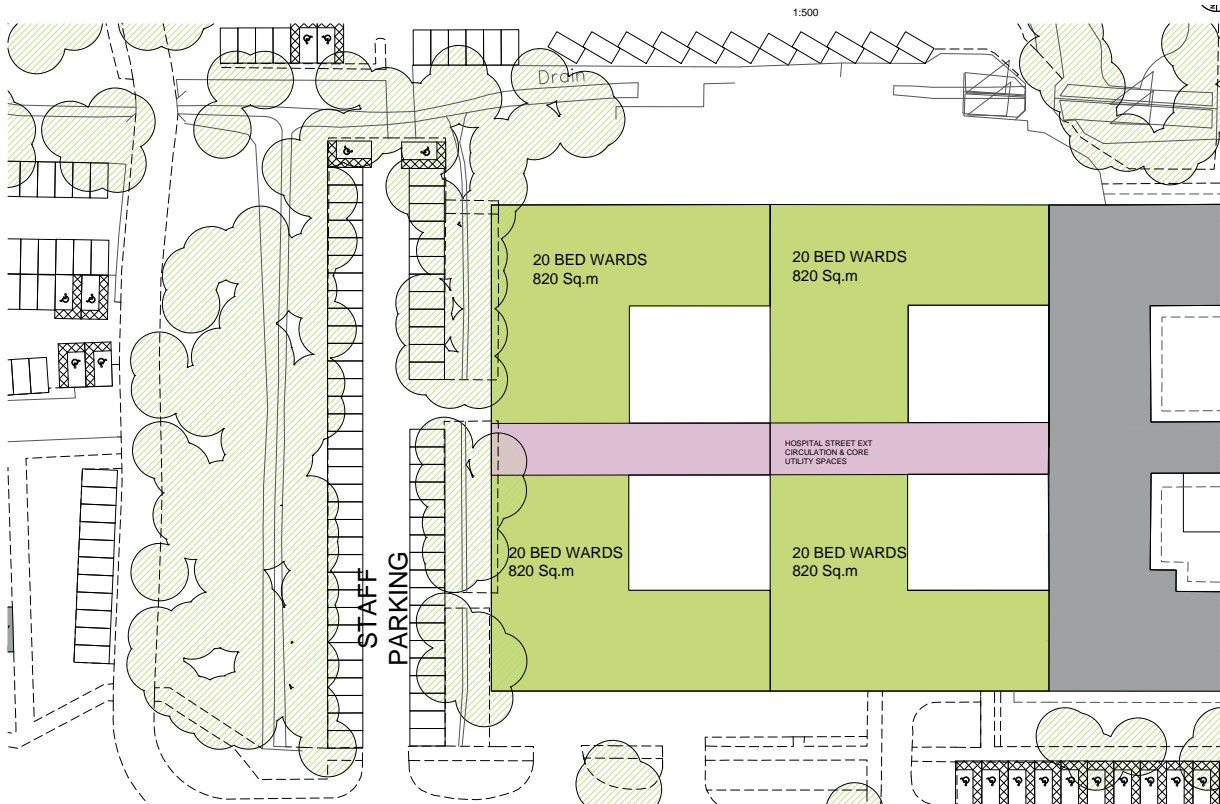 1:500
Drain
20 BED WARDS
820 Sq.m
20 BED WARDS
820 Sq.m
HOSPITAL STREET EXT
CIRCULATION & CORE
UTILITY SPACES
20 BED WARDS
820 Sq.m
20 BED WARDS
820 Sq.m
STAFF
PARKING